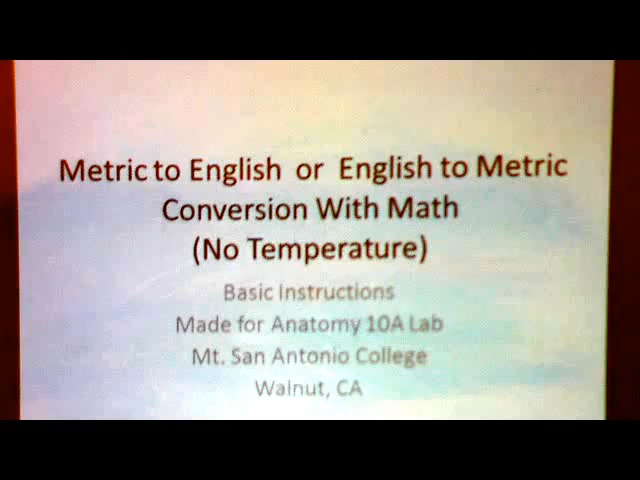 Metric to English or English to Metric
Conversion With Math
(No Temperature)
Basic Instructions
Made for Anatomy 10A Lab
Mt. San Antonio College
Walnut, CA